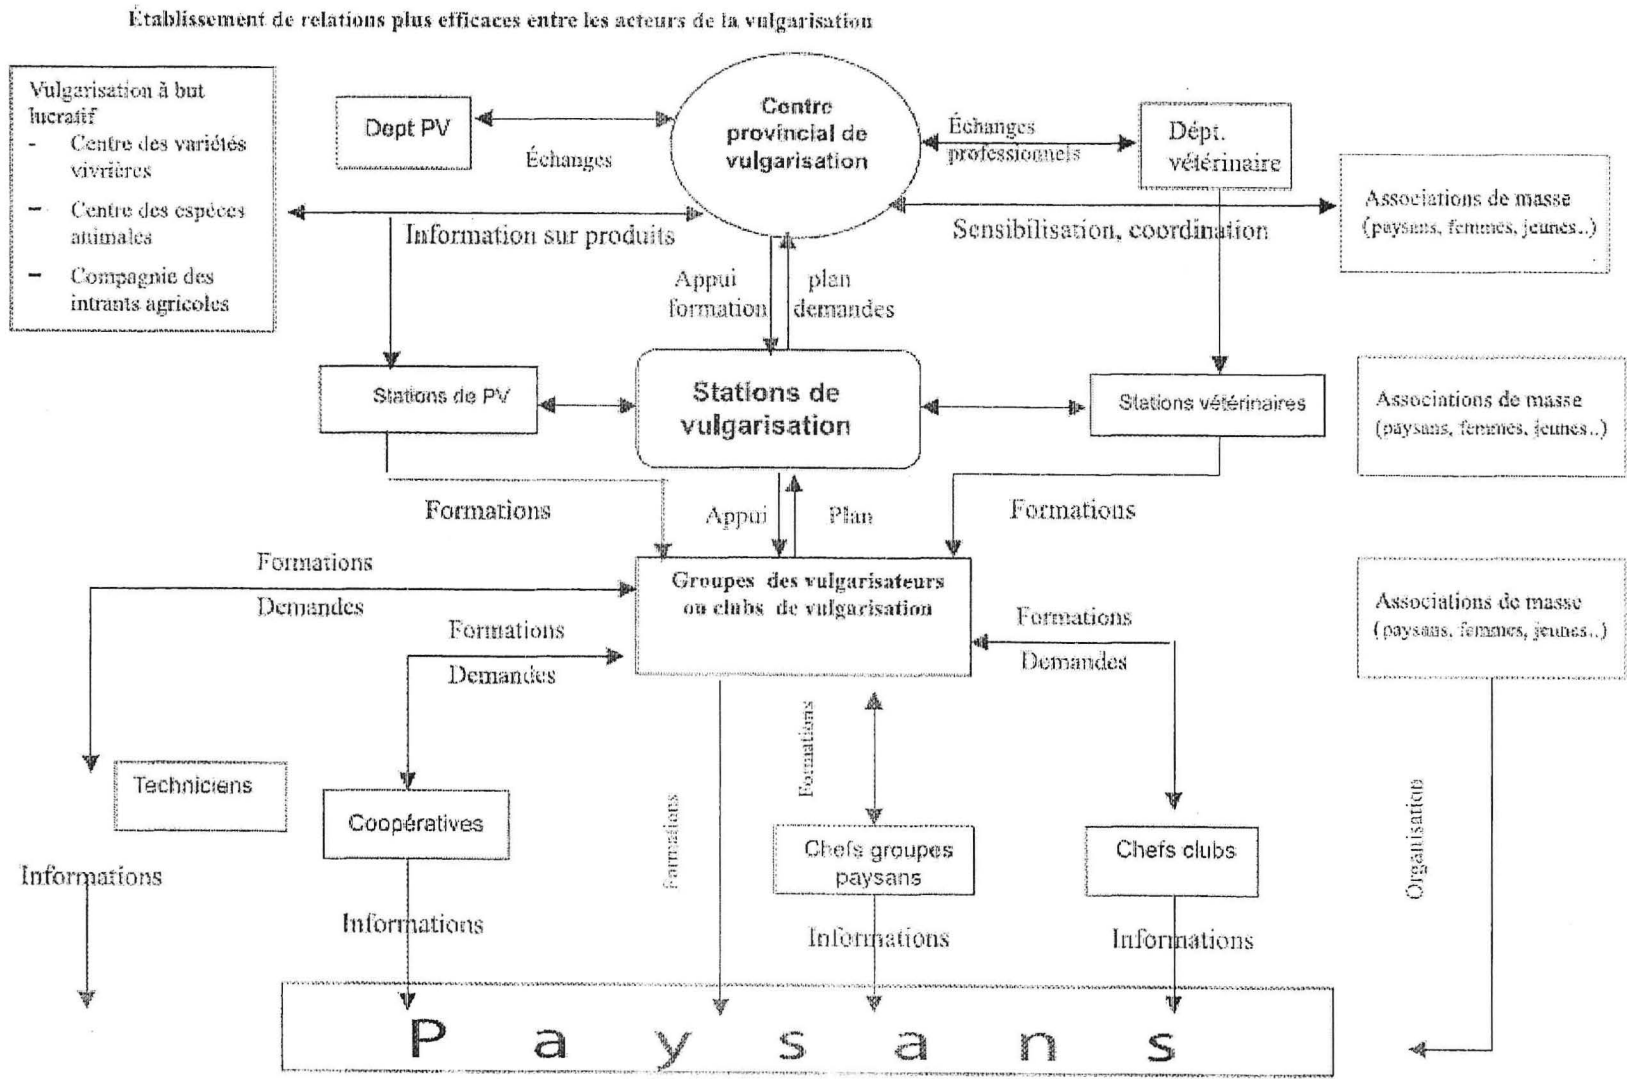 Établissement de relations plus efficaces entre les acteurs de la vulgarisation
Vulgarisation à but
lucratif
- Centre des variétés
vivrières
- Centre des espèces
animales
- Compagnie des
intrants agricoles
Dept PV
Échanges
Centre
provincial de
vulgarisation
Échanges
professionnels
Dépt.
vétérinaire
Associations de masse
(paysans, femmes, jeunes..)
Information sur produits
Sensibilisation, coordination
Appui
formation
plan
demandes
Stations de PV
Stations de
vulgarisation
Stations vétérinaires
Associations de masse
(paysans, femmes, jeunes..)
Formations
Appui
Plan
Formations
Formations
Demandes
Groupes des vulgarisateurs
ou clubs de vulgarisation
Associations de masse
(paysans, femmes, jeunes..)
Formations
Demandes
Formations
Demandes
Techniciens
Coopératives
Formations
Formations
Chefs groupes
paysans
Chefs clubs
Organisation
Informations
Informations
Informations
Informations
Paysans